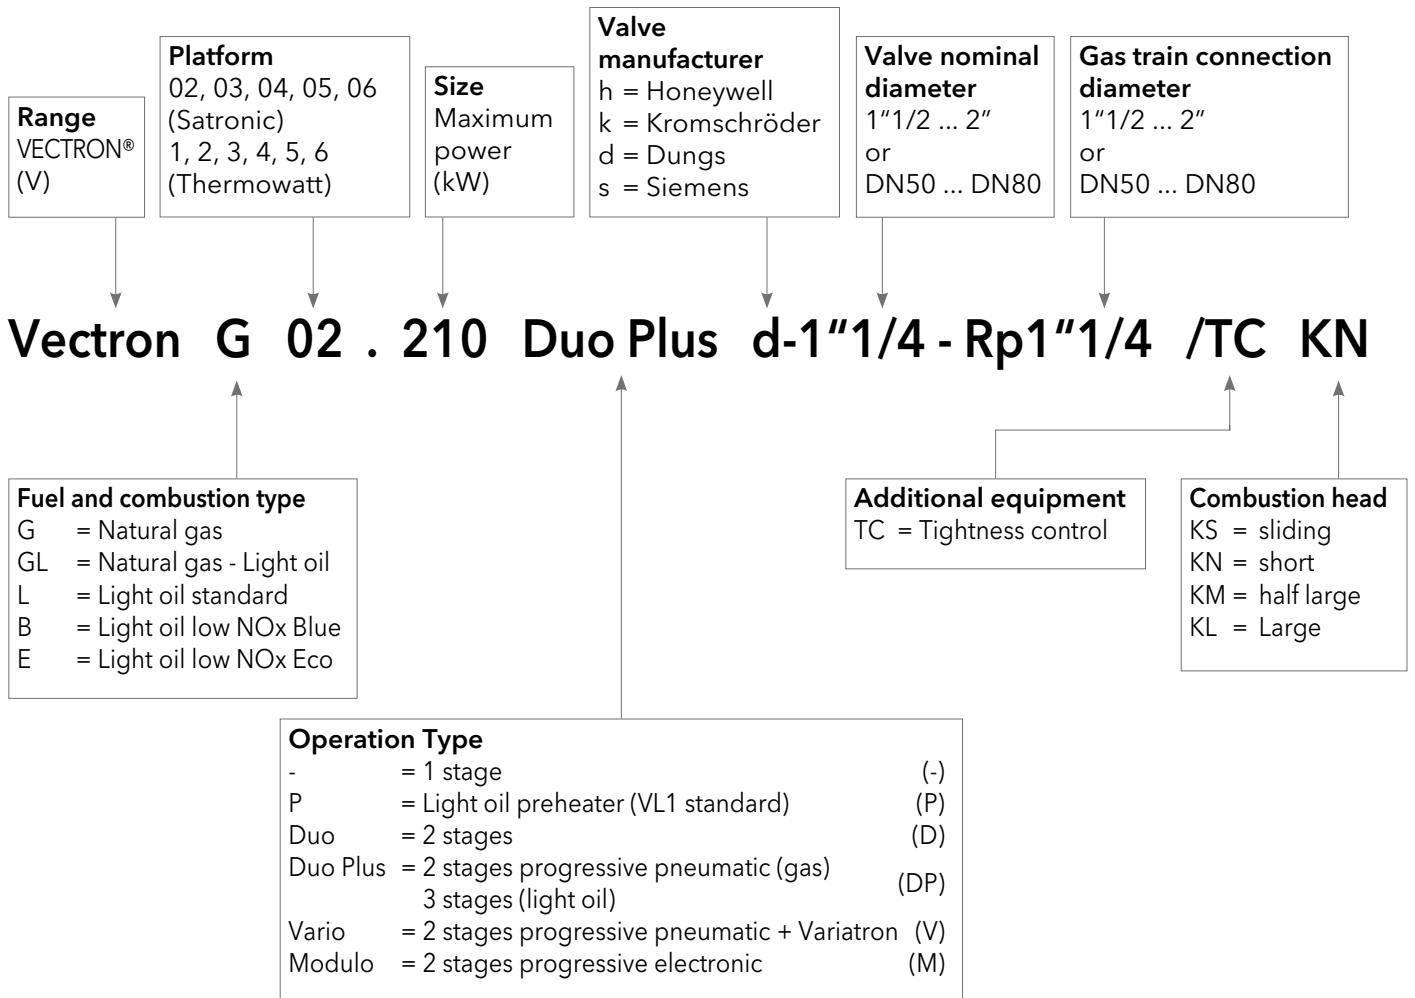 Range
VECTRON®
(V)
Platform
02, 03, 04, 05, 06
(Satronic)
1, 2, 3, 4, 5, 6
(Thermowatt)
Size
Maximum
power
(kW)
Valve
manufacturer
h = Honeywell
k = Kromschröder
d = Dungs
s = Siemens
Valve nominal
diameter
1"1/2 ... 2"
or
DN50 ... DN80
Gas train connection
diameter
1"1/2 ... 2"
or
DN50 ... DN80
Vectron G 02 . 210 Duo Plus d-1"1/4 - Rp1"1/4 /TC KN
Fuel and combustion type
G = Natural gas
GL = Natural gas - Light oil
L = Light oil standard
B = Light oil low NOx Blue
E = Light oil low NOx Eco
Additional equipment
TC = Tightness control
Combustion head
KS = sliding
KN = short
KM = half large
KL = Large
Operation Type
- = 1 stage (-)
P = Light oil preheater (VL1 standard) (P)
Duo = 2 stages (D)
Duo Plus = 2 stages progressive pneumatic (gas)
3 stages (light oil) (DP)
Vario = 2 stages progressive pneumatic + Variatron (V)
Modulo = 2 stages progressive electronic (M)